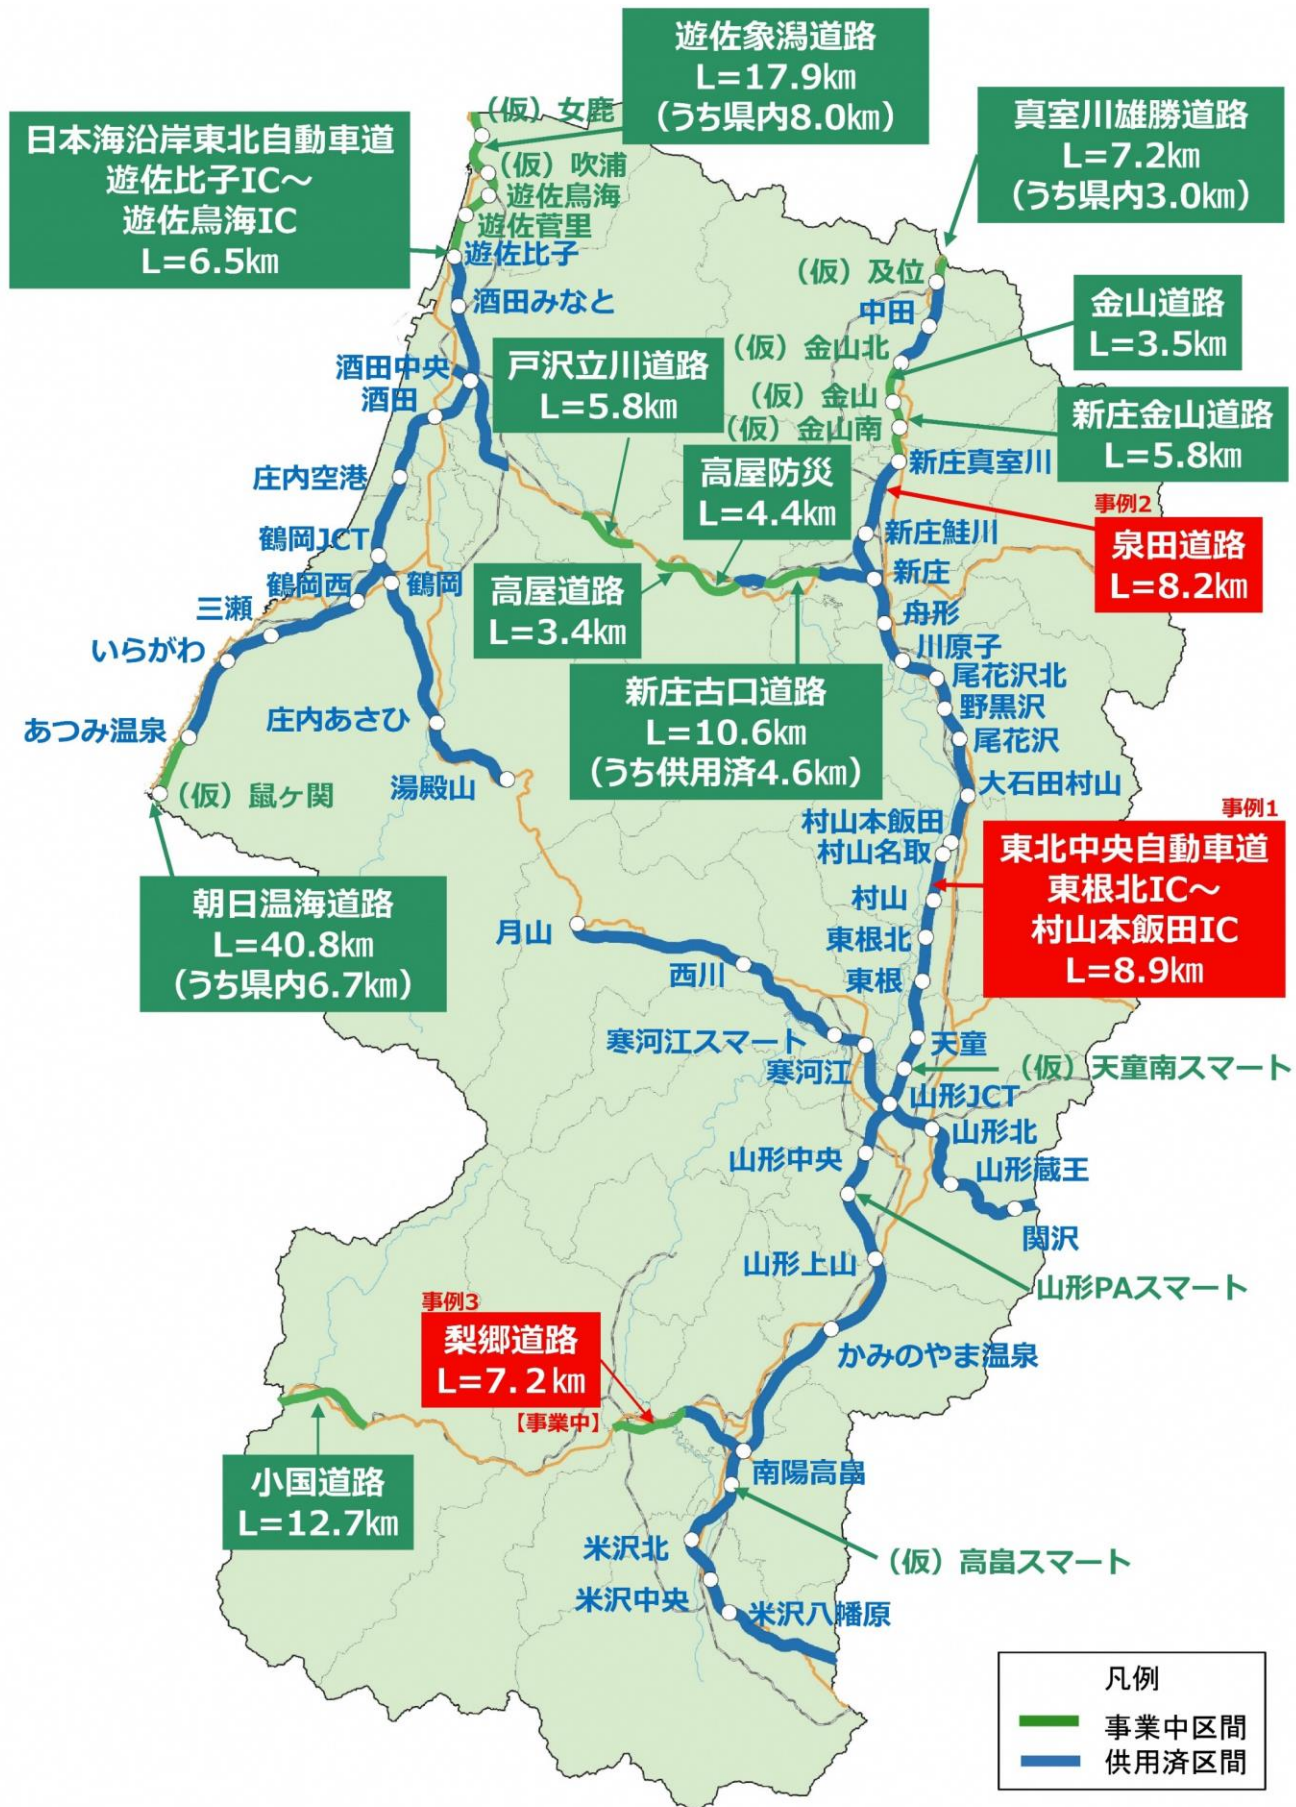 遊佐象潟道路
L=17.9㎞
(うち県内8.0㎞)
真室川雄勝道路
L=7.2㎞
(うち県内3.0㎞)
日本海沿岸東北自動車道
遊佐比子IC～
遊佐鳥海IC
L=6.5㎞
(仮)女鹿
(仮)吹浦
遊佐鳥海
遊佐菅里
遊佐比子
酒田みなと
(仮)及位
中田
金山道路
L=3.5㎞
(仮)金山北
(仮)金山
(仮)金山南
新庄金山道路
L=5.8㎞
戸沢立川道路
L=5.8㎞
酒田中央
酒田
高屋防災
L=4.4㎞
新庄真室川
庄内空港
事例2
泉田道路
L=8.2㎞
新庄鮭川
鶴岡JCT
鶴岡西
鶴岡
新庄
高屋道路
L=3.4㎞
三瀬
いらがわ
舟形
川原子
尾花沢北
野黒沢
尾花沢
新庄古口道路
L=10.6㎞
(うち供用済4.6㎞)
庄内あさひ
あつみ温泉
湯殿山
(仮)鼠ヶ関
大石田村山
事例1
東北中央自動車道
東根北IC～
村山本飯田IC
L=8.9㎞
村山本飯田
村山名取
村山
朝日温海道路
L=40.8㎞
(うち県内6.7㎞)
月山
東根北
西川
東根
寒河江スマート
寒河江
天童
(仮)天童南スマート
山形JCT
山形北
山形中央
山形蔵王
関沢
山形上山
山形PAスマート
事例3
梨郷道路
L=7.2㎞
【事業中】
かみのやま温泉
南陽高畠
小国道路
L=12.7㎞
米沢北
(仮)高畠スマート
米沢中央
米沢八幡原
凡例
事業中区間
供用済区間